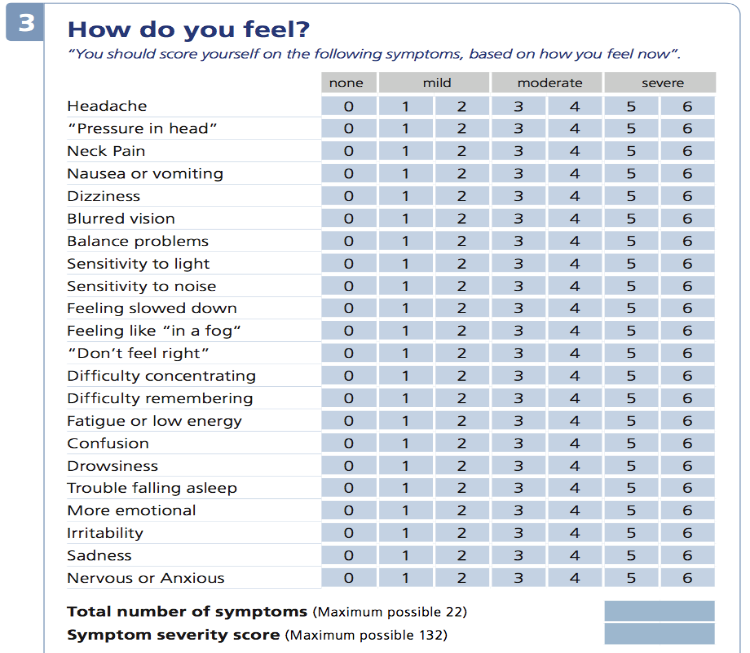 3 How do you feel?
“You should score yourself on the following symptoms, based on how you feel now”.
none mild moderate severe
Headache 0 1 2 3 4 5 6
“Pressure in head” 0 1 2 3 4 5 6
Neck Pain 0 1 2 3 4 5 6
Nausea or vomiting 0 1 2 3 4 5 6
Dizziness 0 1 2 3 4 5 6
Blurred vision 0 1 2 3 4 5 6
Balance problems 0 1 2 3 4 5 6
Sensitivity to light 0 1 2 3 4 5 6
Sensitivity to noise 0 1 2 3 4 5 6
Feeling slowed down 0 1 2 3 4 5 6
Feeling like “in a fog“ 0 1 2 3 4 5 6
“Don’t feel right” 0 1 2 3 4 5 6
Difficulty concentrating 0 1 2 3 4 5 6
Difficulty remembering 0 1 2 3 4 5 6
Fatigue or low energy 0 1 2 3 4 5 6
Confusion 0 1 2 3 4 5 6
Drowsiness 0 1 2 3 4 5 6
Trouble falling asleep 0 1 2 3 4 5 6
More emotional 0 1 2 3 4 5 6
Irritability 0 1 2 3 4 5 6
Sadness 0 1 2 3 4 5 6
Nervous or Anxious 0 1 2 3 4 5 6
Total number of symptoms (Maximum possible 22)
Symptom severity score (Maximum possible 132)